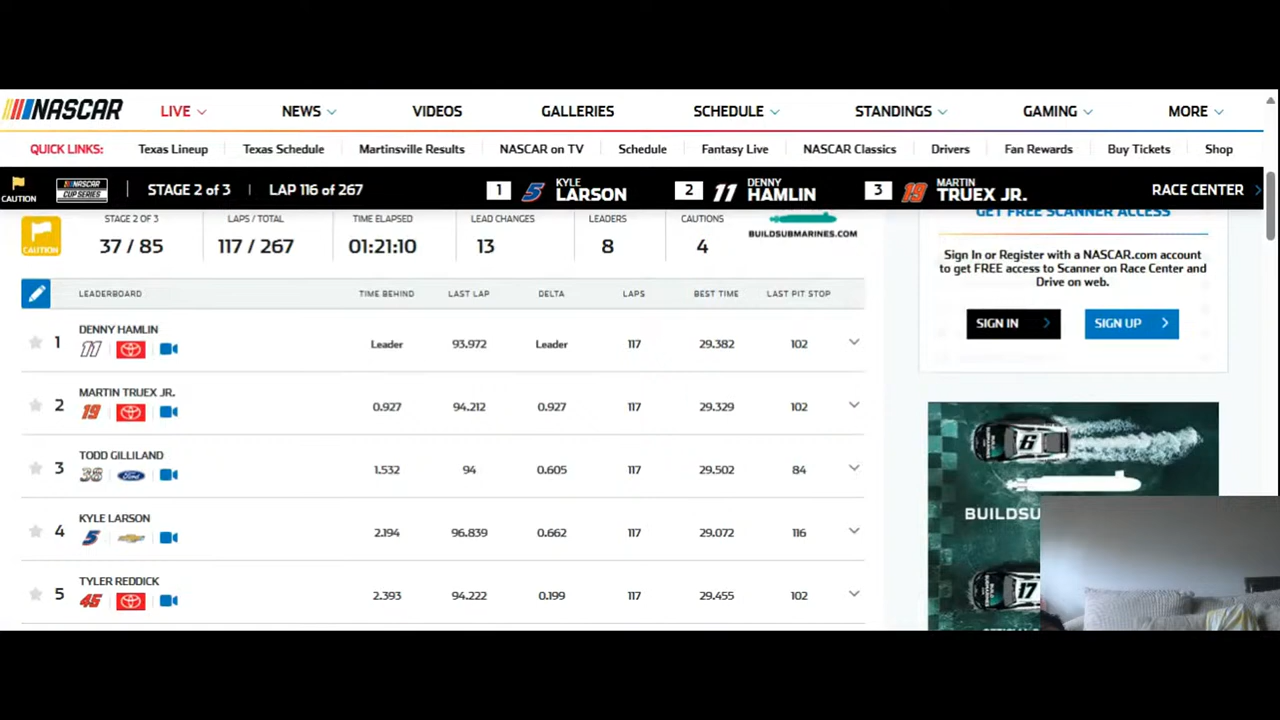 NASCAR LIVE NEWS VIDEOS GALLERIES SCHEDULE STANDINGS GAMING MORE
QUICK LINKS: Texas Lineup Texas Schedule Martinsville Results NASCAR on TV Schedule Fantasy Live NASCAR Classics Drivers Fan Rewards Buy Tickets Shop
CAUTION NASCAR CUP SERIES STAGE 2 OF 3 LAP 116 OF 267 1 5 KYLE LARSON 2 11 DENNY HAMLIN 3 19 MARTIN TRUEX JR. RACE CENTER
CAUTION
STAGE 2 OF 3 LAPS / TOTAL TIME ELAPSED LEAD CHANGES LEADERS CAUTIONS
37 / 85 117 / 267 01:21:10 13 8 4
BUILDSUBMARINES.COM
LEADERBOARD TIME BEHIND LAST LAP DELTA LAPS BEST TIME LAST PIT STOP
DENNY HAMLIN
1 11 TOYOTA Leader 93.972 Leader 117 29.382 102
MARTIN TRUEX JR.
2 19 TOYOTA 0.927 94.212 0.927 117 29.329 102
TODD GILLILAND
3 38 Ford 1.532 94 0.605 117 29.502 84
KYLE LARSON
4 5 2.194 96.839 0.662 117 29.072 116
TYLER REDDICK
5 45 TOYOTA 2.393 94.222 0.199 117 29.455 102
GET FREE SCANNER ACCESS
Sign In or Register with a NASCAR.com account
to get FREE access to Scanner on Race Center and
Drive on web.
SIGN IN SIGN UP
6
BUILDSU
17